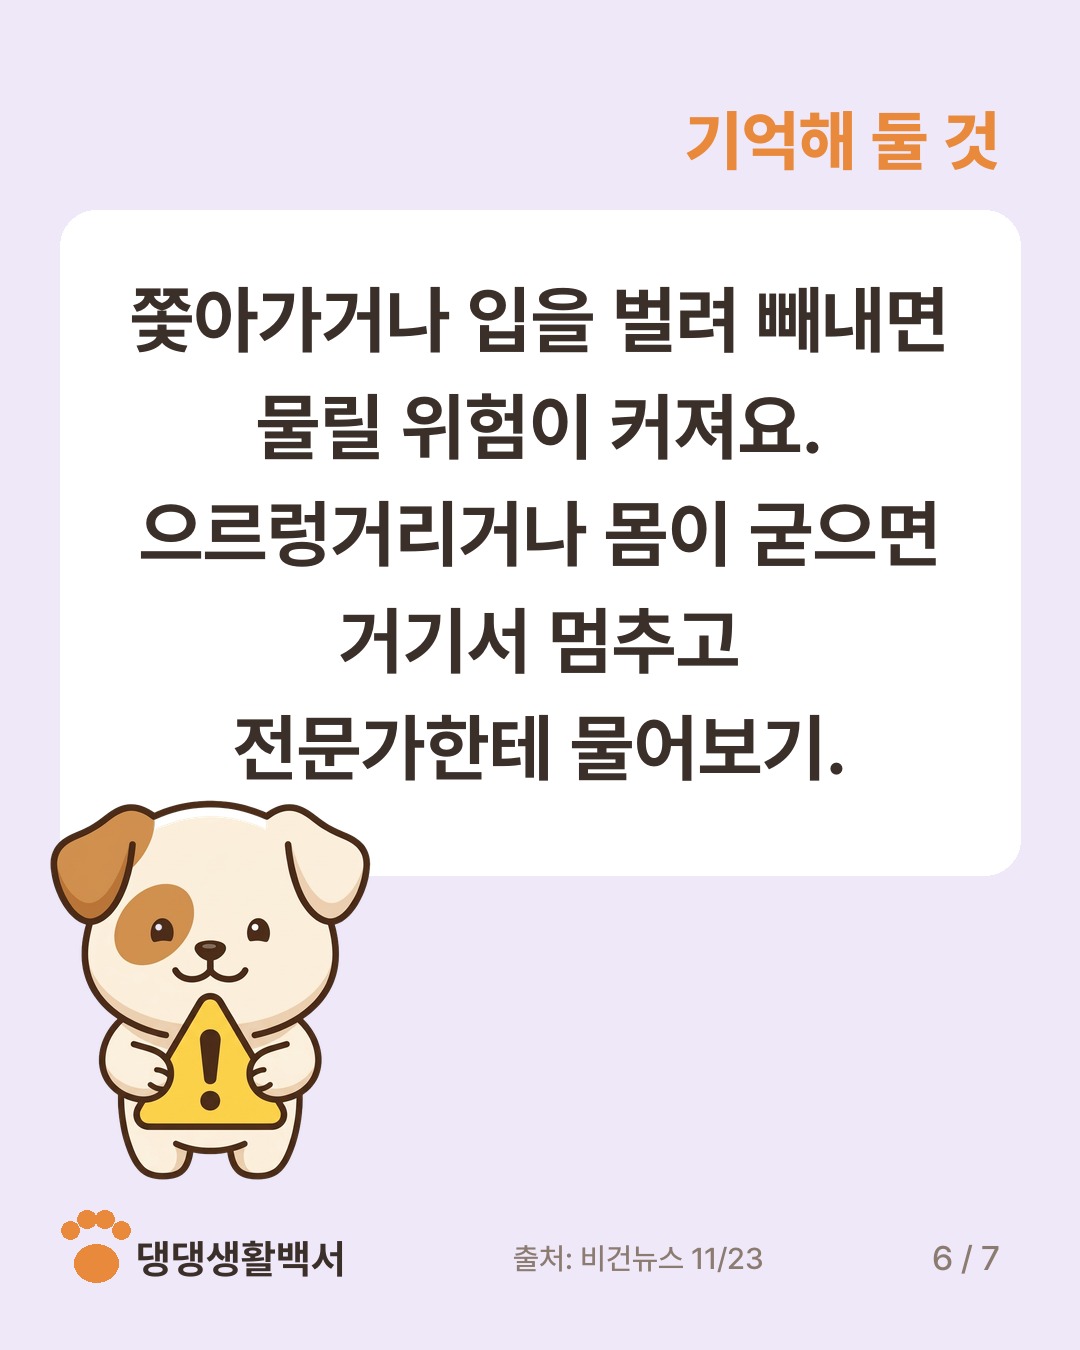 기억해 둘 것
쫓아가거나 입을 벌려 빼내면
물릴 위험이 커져요.
으르렁거리거나 몸이 굳으면
거기서 멈추고
전문가한테 물어보기.
댕댕생활백서
출처: 비건뉴스 11/23
6 / 7